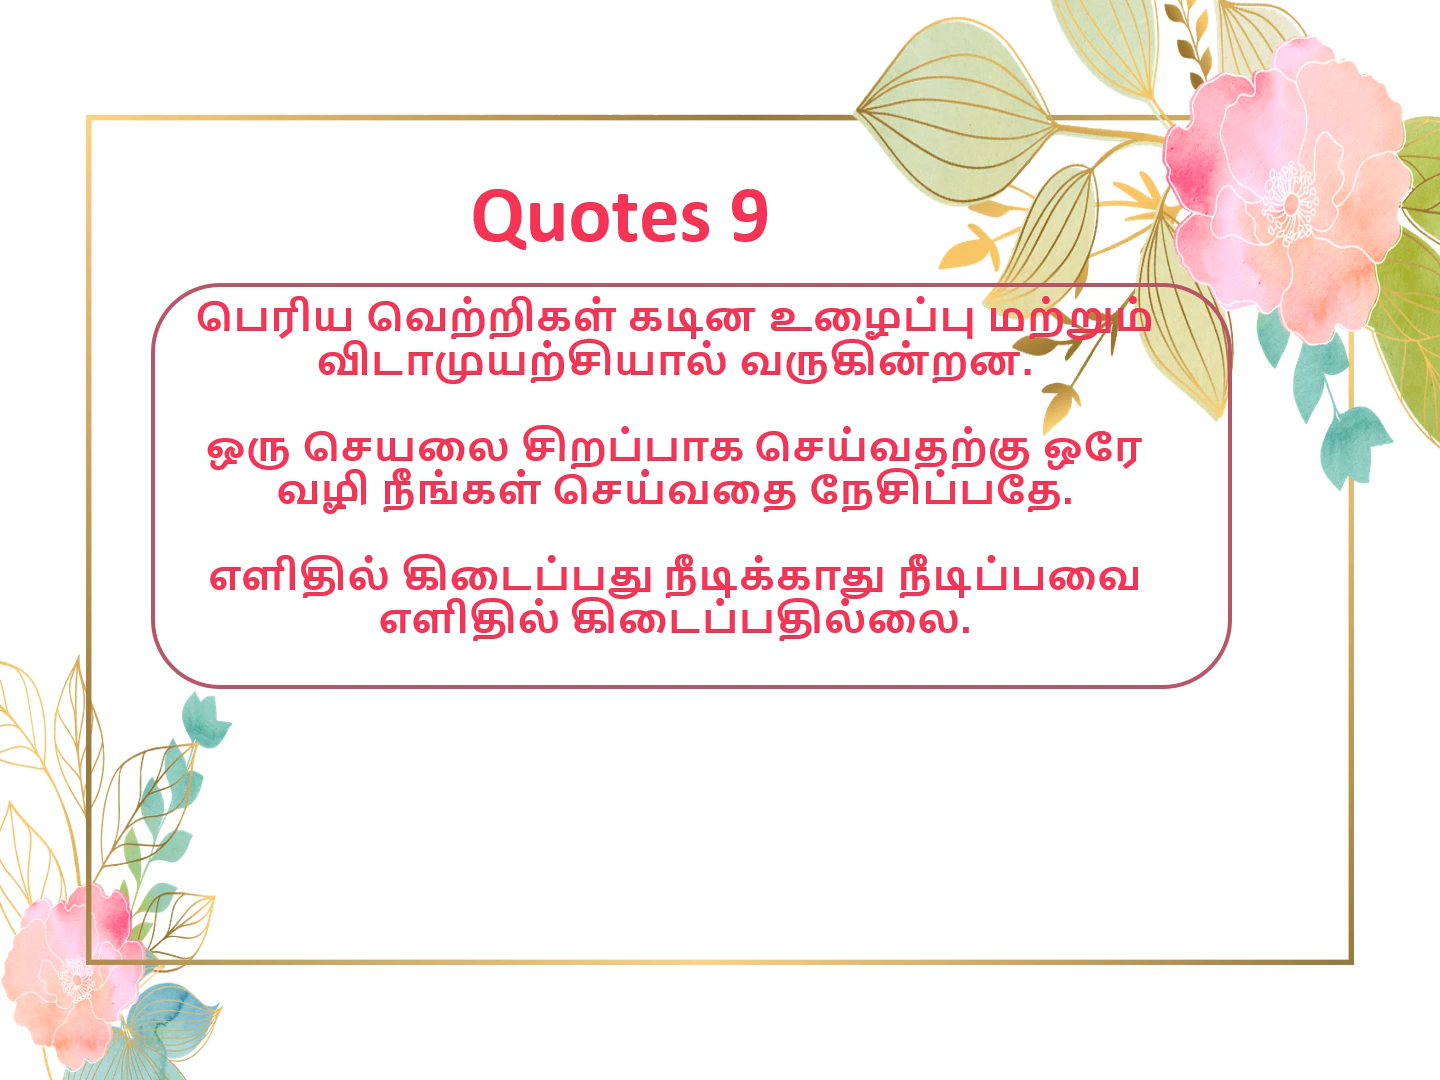 Quotes 9
பெரிய வெற்றிகள் கடின உழைப்பு மற்றும்
விடாமுயற்சியால் வருகின்றன.
ஒரு செயலை சிறப்பாக செய்வதற்கு ஒரே
வழி நீங்கள் செய்வதை நேசிப்பதே.
எளிதில் கிடைப்பது நீடிக்காது நீடிப்பவை
எளிதில் கிடைப்பதில்லை.